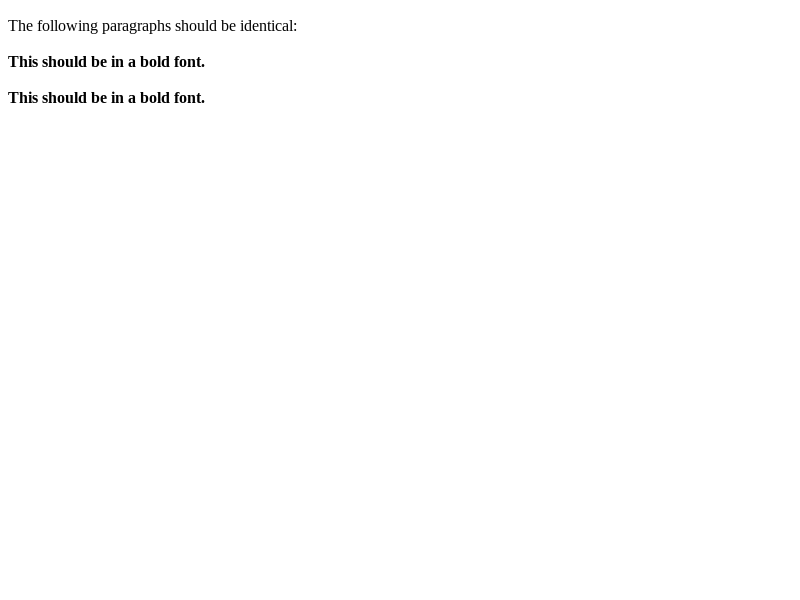 The following paragraphs should be identical:
This should be in a bold font.
This should be in a bold font.